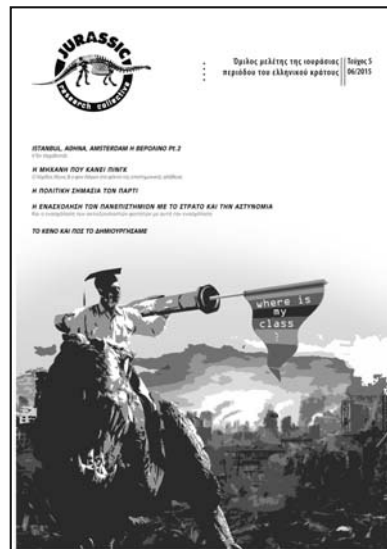 JURASSIC
research collective
Όμιλος μελέτης της ιουράσιας
περιόδου του ελληνικού κράτους
Τεύχος 5
06/2015
ISTANBUL, ΑΘΗΝΑ, AMSTERDAM Η ΒΕΡΟΛΙΝΟ Pt.2
Η ΜΗΧΑΝΗ ΠΟΥ ΚΑΝΕΙ ΠΙΝΓΚ
Η ΠΟΛΙΤΙΚΗ ΣΗΜΑΣΙΑ ΤΩΝ ΠΑΡΤΙ
Η ΕΝΑΣΧΟΛΗΣΗ ΤΩΝ ΠΑΝΕΠΙΣΤΗΜΙΩΝ ΜΕ ΤΟ ΣΤΡΑΤΟ ΚΑΙ ΤΗΝ ΑΣΤΥΝΟΜΙΑ
ΤΟ ΚΕΝΟ ΚΑΙ ΠΩΣ ΤΟ ΔΗΜΙΟΥΡΓΗΣΑΜΕ
where is
my
class
?